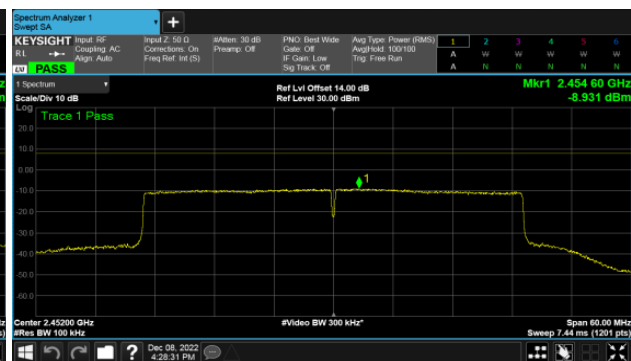 Spectrum Analyzer 1
Swept SA
+
KEYSIGHT Input: RF Input Z: 50 Ω #Atten: 30 dB PNO: Best Wide Avg Type: Power (RMS) 1 2 3 4 5 6
R L Coupling: AC Corrections: On Preamp: Off Gate: Off Avg|Hold: 100/100 A W W W W W
Align: Auto Freq Ref: Int (S) IF Gain: Low Trig: Free Run
LXI PASS Sig Track: Off A N N N N N
1 Spectrum Ref Lvl Offset 14.00 dB Mkr1 2.454 60 GHz
Scale/Div 10 dB Ref Level 30.00 dBm -8.931 dBm
Log
Trace 1 Pass
20.0
10.0
0.00
1
-10.0
-20.0
-30.0
-40.0
-50.0
-60.0
Center 2.45200 GHz #Video BW 300 kHz* Span 60.00 MHz
#Res BW 100 kHz Sweep 7.44 ms (1201 pts)
? Dec 08, 2022
4:28:31 PM